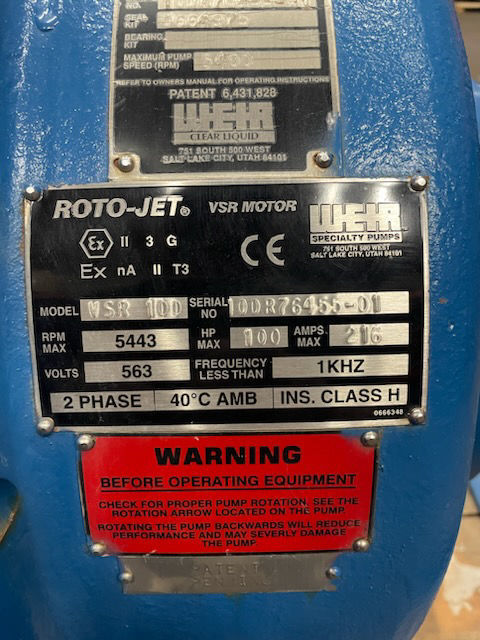 NO.
SEAL
KIT
BEARING
KIT
MAXIMUM PUMP
SPEED (RPM)
REFER TO OWNERS MANUAL FOR OPERATING INSTRUCTIONS
PATENT 6,431,828
WEIR
CLEAR LIQUID
751 SOUTH 500 WEST
SALT LAKE CITY, UTAH 84101
ROTO-JET® VSR MOTOR WEIR
SPECIALTY PUMPS
751 SOUTH 500 WEST
SALT LAKE CITY, UTAH 84101
Ex II 3 G CE
Ex nA II T3
MODEL VSR 100 SERIAL NO 100R76455-01
RPM MAX 5443 HP MAX 100 AMPS MAX 216
VOLTS 563 FREQUENCY LESS THAN 1KHZ
2 PHASE 40°C AMB INS. CLASS H
0666348
WARNING
BEFORE OPERATING EQUIPMENT
CHECK FOR PROPER PUMP ROTATION. SEE THE
ROTATION ARROW LOCATED ON THE PUMP.
ROTATING THE PUMP BACKWARDS WILL REDUCE
PERFORMANCE AND MAY SEVERLY DAMAGE
THE PUMP.
PATENT
PENDING